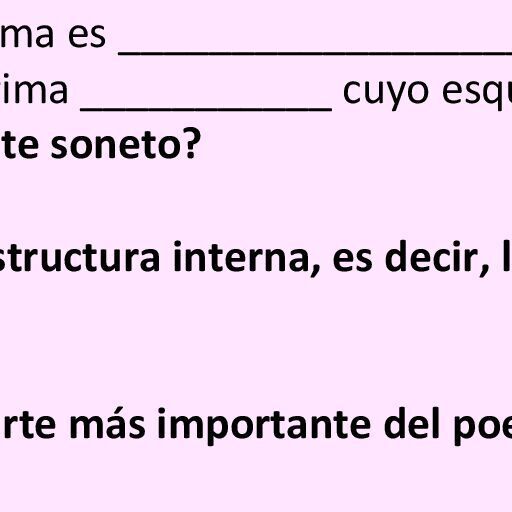 ma es ___________________
ima ___________ cuyo esqu
te soneto?
structura interna, es decir, l
rte más importante del poe